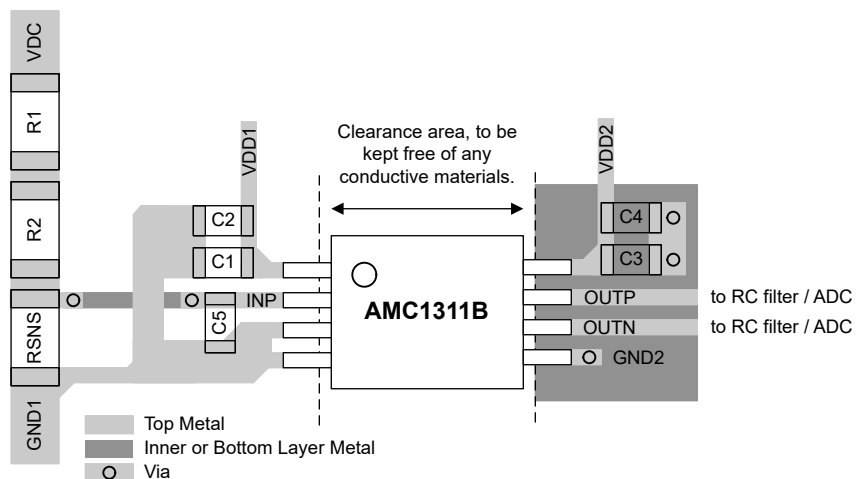 VDC
R1
R2
RSNS
GND1
VDD1
C2
C1
C5
INP
Clearance area, to be
kept free of any
conductive materials.
AMC1311B
VDD2
C4
C3
OUTP
to RC filter / ADC
OUTN
to RC filter / ADC
GND2
Top Metal
Inner or Bottom Layer Metal
Via